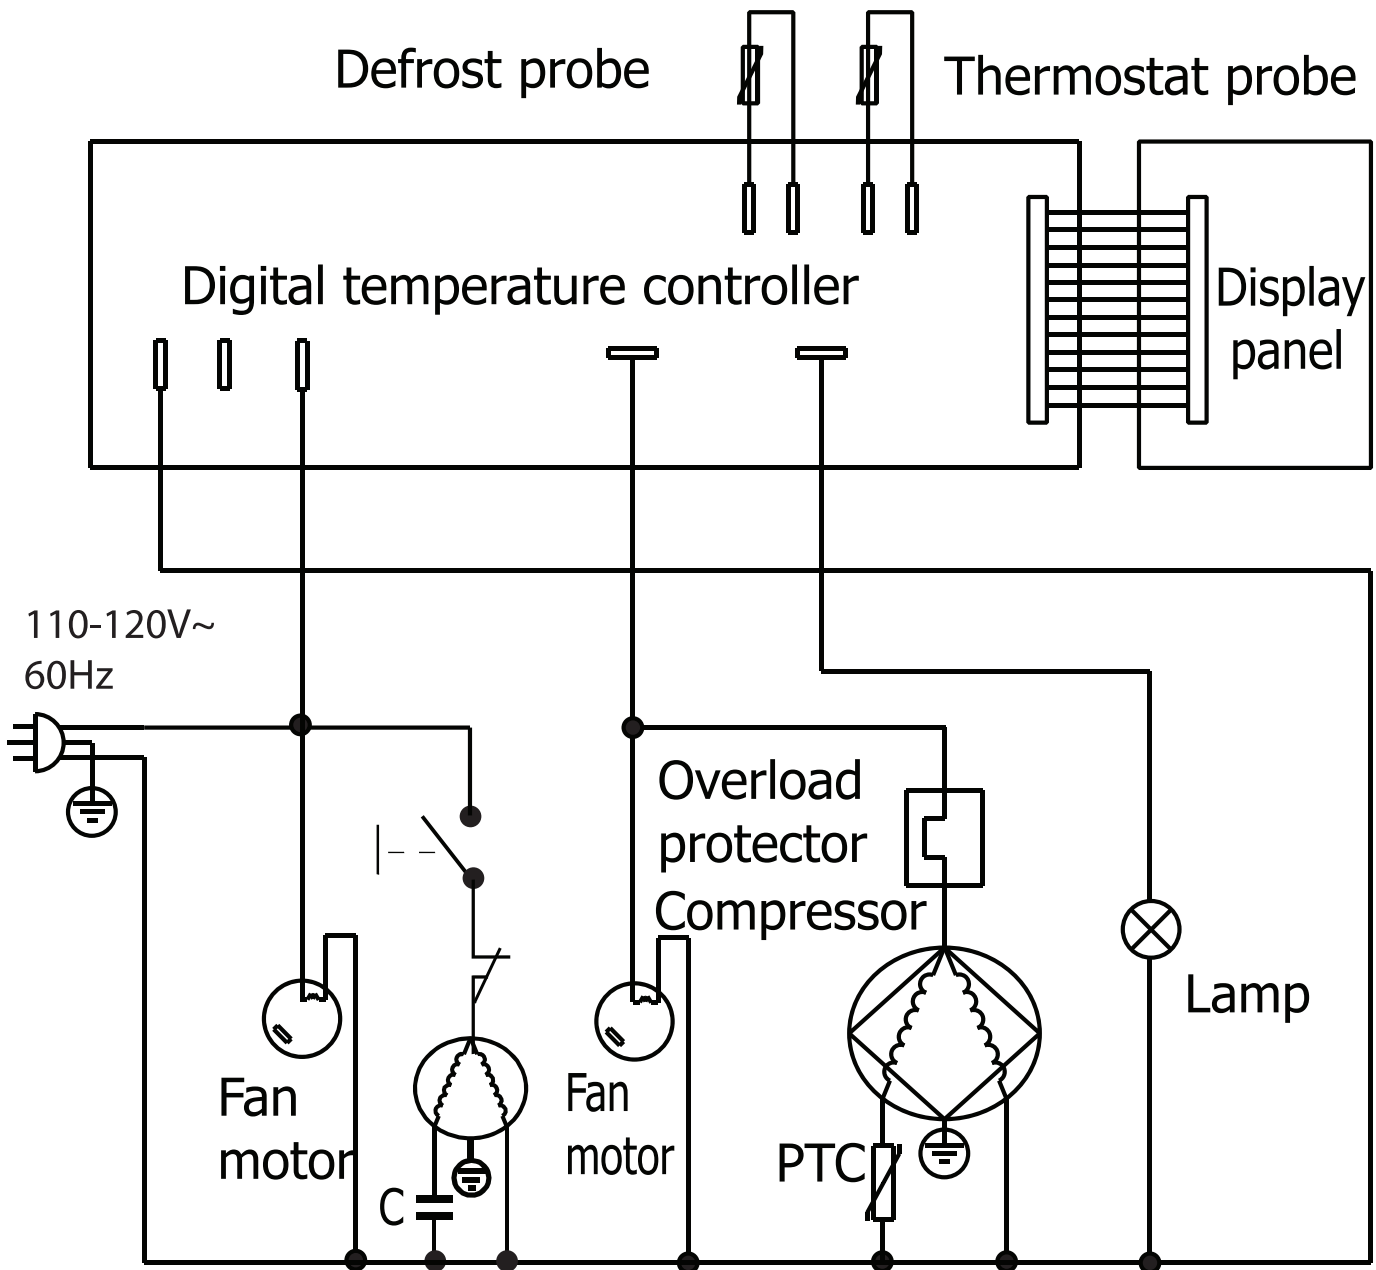 Defrost probe
Thermostat probe
Digital temperature controller
Display
panel
110-120V~
60Hz
Overload
protector
Compressor
Lamp
Fan
motor
Fan
motor
PTC
C